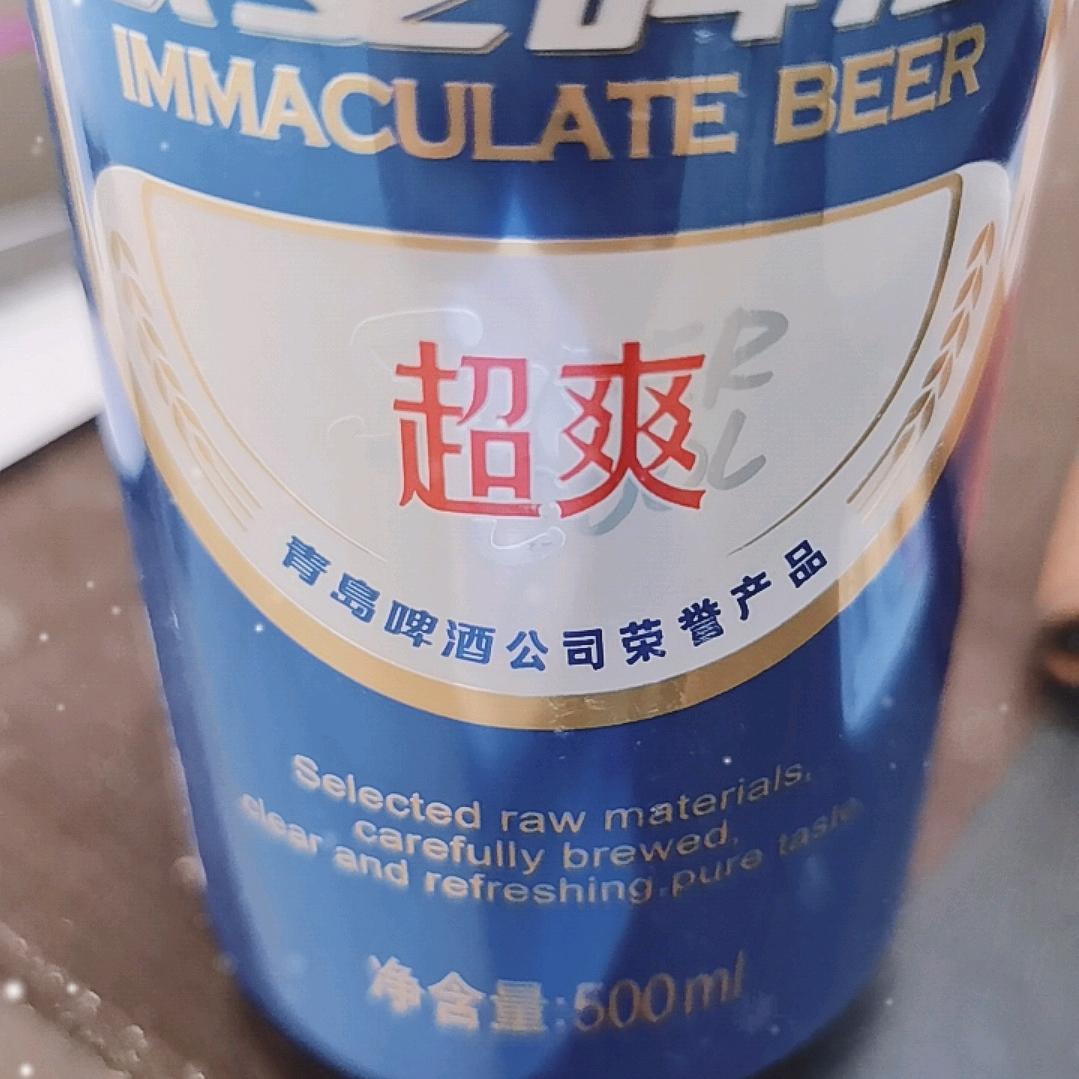 IMMACULATE BEER
超爽
青岛啤酒公司荣誉产品
Selected raw materials,
carefully brewed,
clear and refreshing,pure taste
净含量:500ml